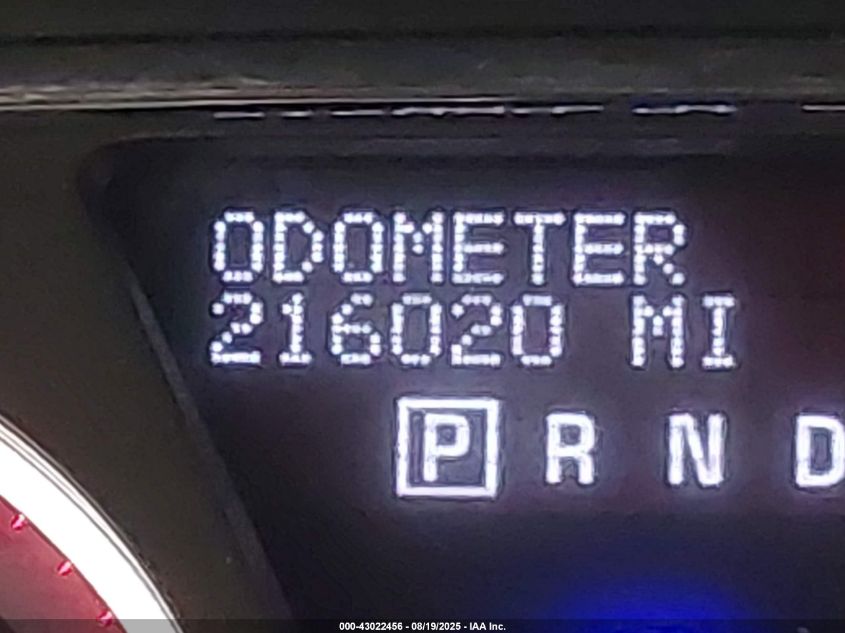 ODOMETER
216020 MI
P R N D
000-43022456 - 08/19/2025 - IAA Inc.